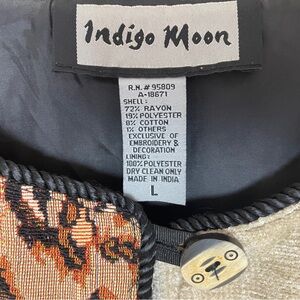 Indigo Moon
R.N. # 95809
A-18671
SHELL:
72% RAYON
19% POLYESTER
8% COTTON
1% OTHERS
EXCLUSIVE OF
EMBROIDERY &
DECORATION
LINING:
100% POLYESTER
DRY CLEAN ONLY
MADE IN INDIA
L